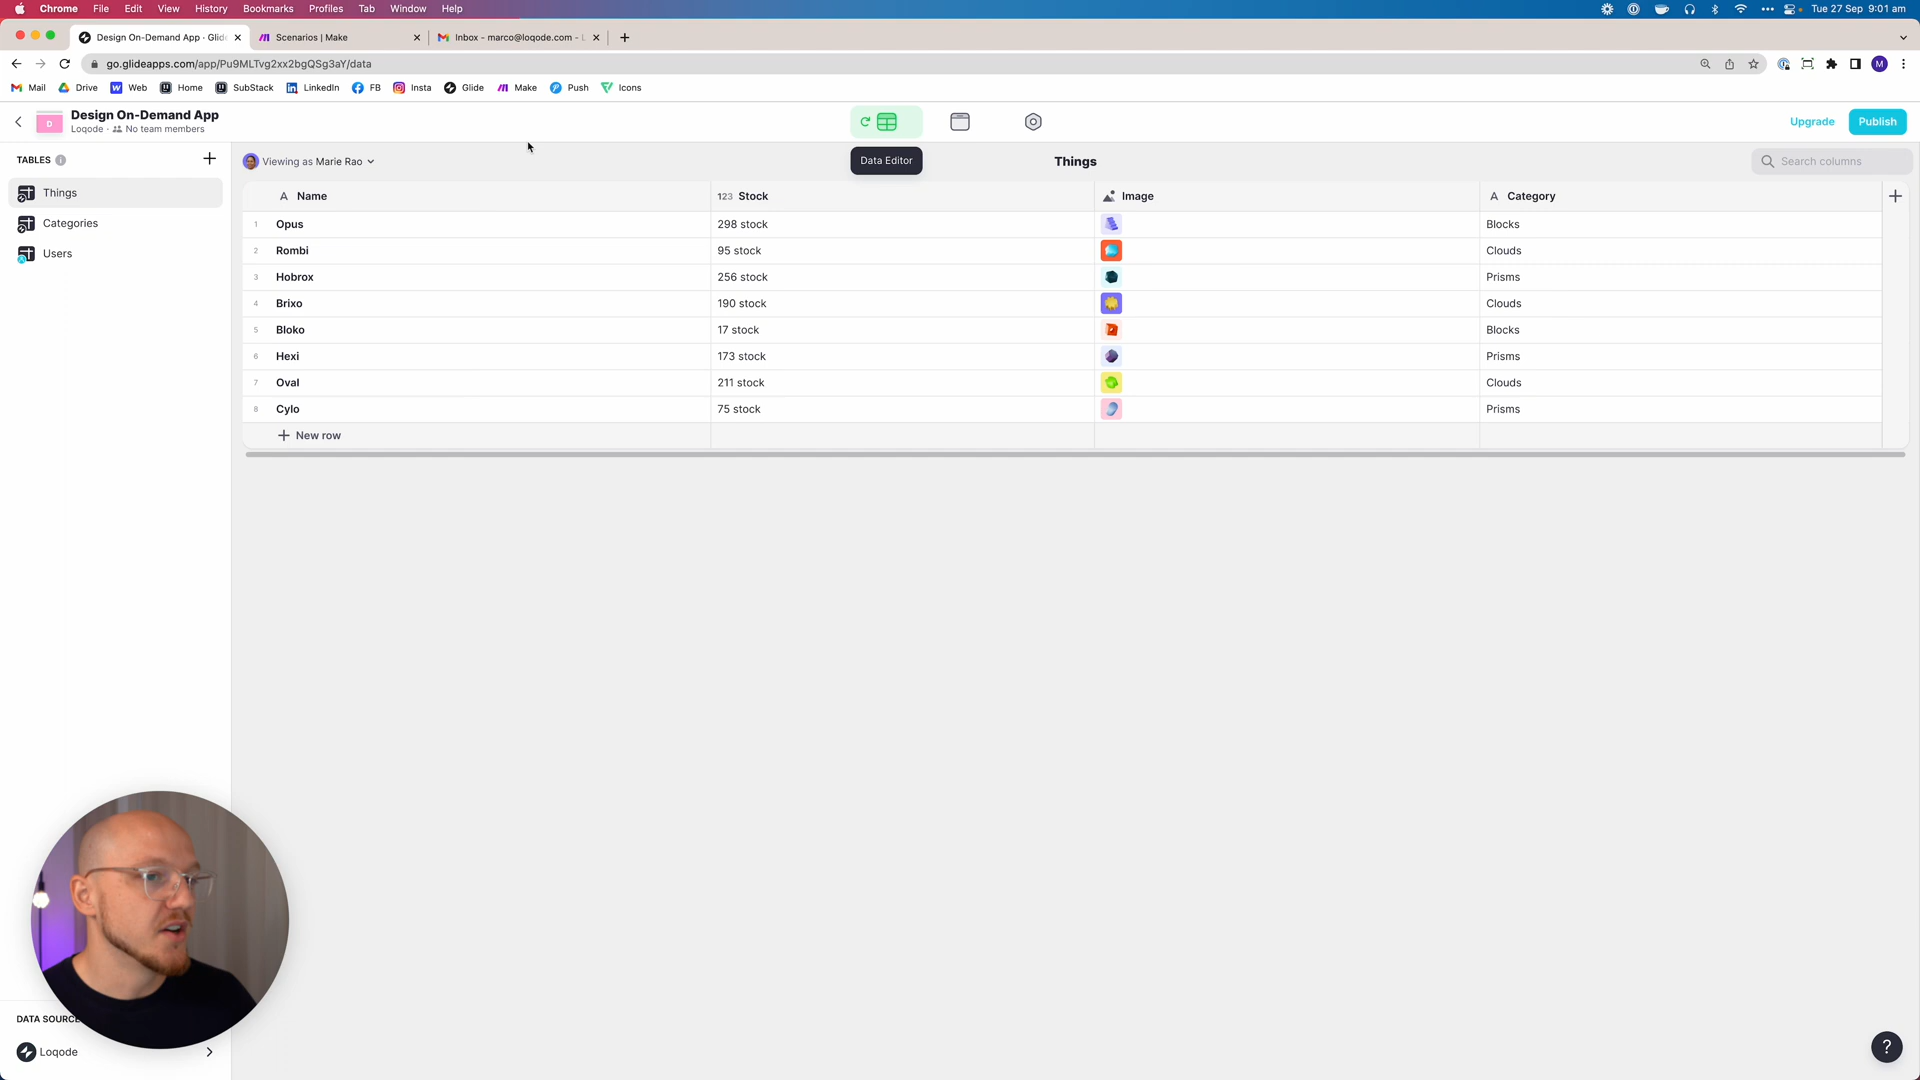 Chrome File Edit View History Bookmarks Profiles Tab Window Help Tue 27 Sep 9:01 am
Design On-Demand App · Glid Scenarios | Make Inbox - marco@loqode.com -
go.glideapps.com/app/Pu9MLTvg2xx2bgQSg3aY/data M
Mail Drive Web Home SubStack LinkedIn FB Insta Glide Make Push Icons
D Design On-Demand App Upgrade Publish
Loqode · No team members
TABLES Viewing as Marie Rao Data Editor Things Search columns
Things
Categories
Users
Name 123 Stock Image Category
1 Opus 298 stock Blocks
2 Rombi 95 stock Clouds
3 Hobrox 256 stock Prisms
4 Brixo 190 stock Clouds
5 Bloko 17 stock Blocks
6 Hexi 173 stock Prisms
7 Oval 211 stock Clouds
8 Cylo 75 stock Prisms
New row
DATA SOURC
Loqode
?